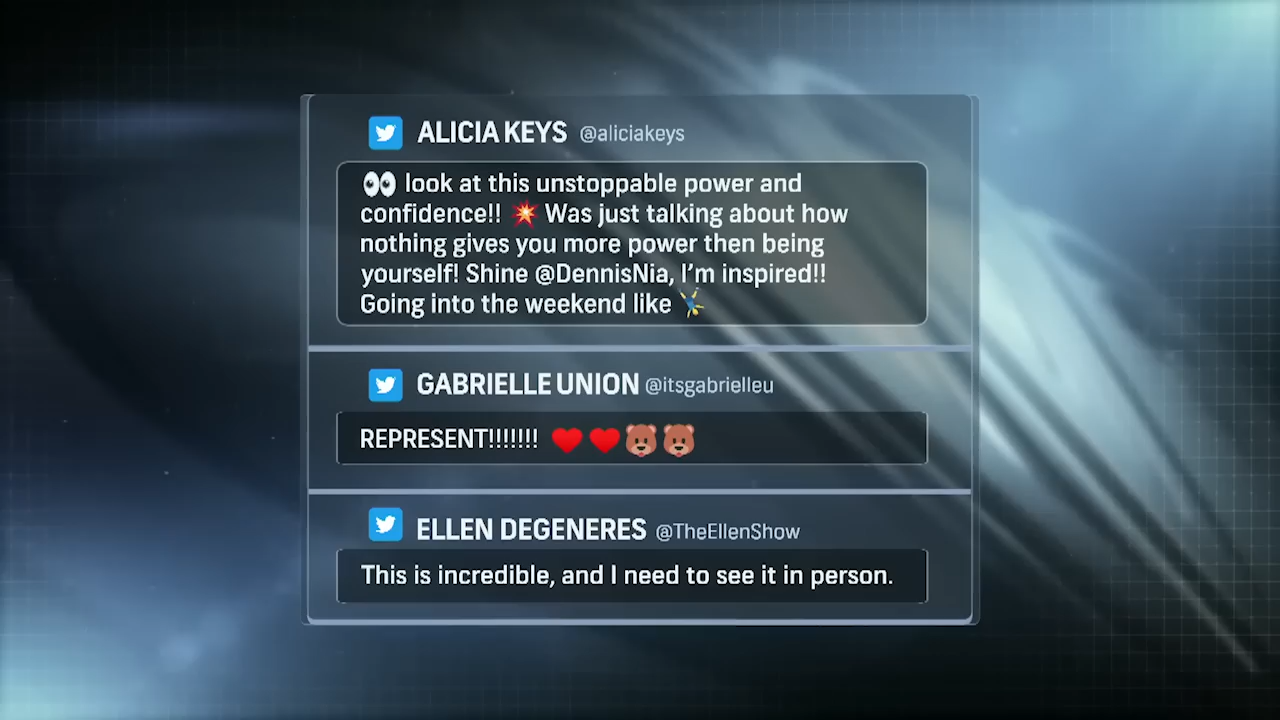 ALICIA KEYS @aliciakeys
👀 look at this unstoppable power and
confidence!! 💥 Was just talking about how
nothing gives you more power then being
yourself! Shine @DennisNia, I'm inspired!!
Going into the weekend like 🤸
GABRIELLE UNION @itsgabrielleu
REPRESENT!!!!!!! ❤️❤️🐻🐻
ELLEN DEGENERES @TheEllenShow
This is incredible, and I need to see it in person.